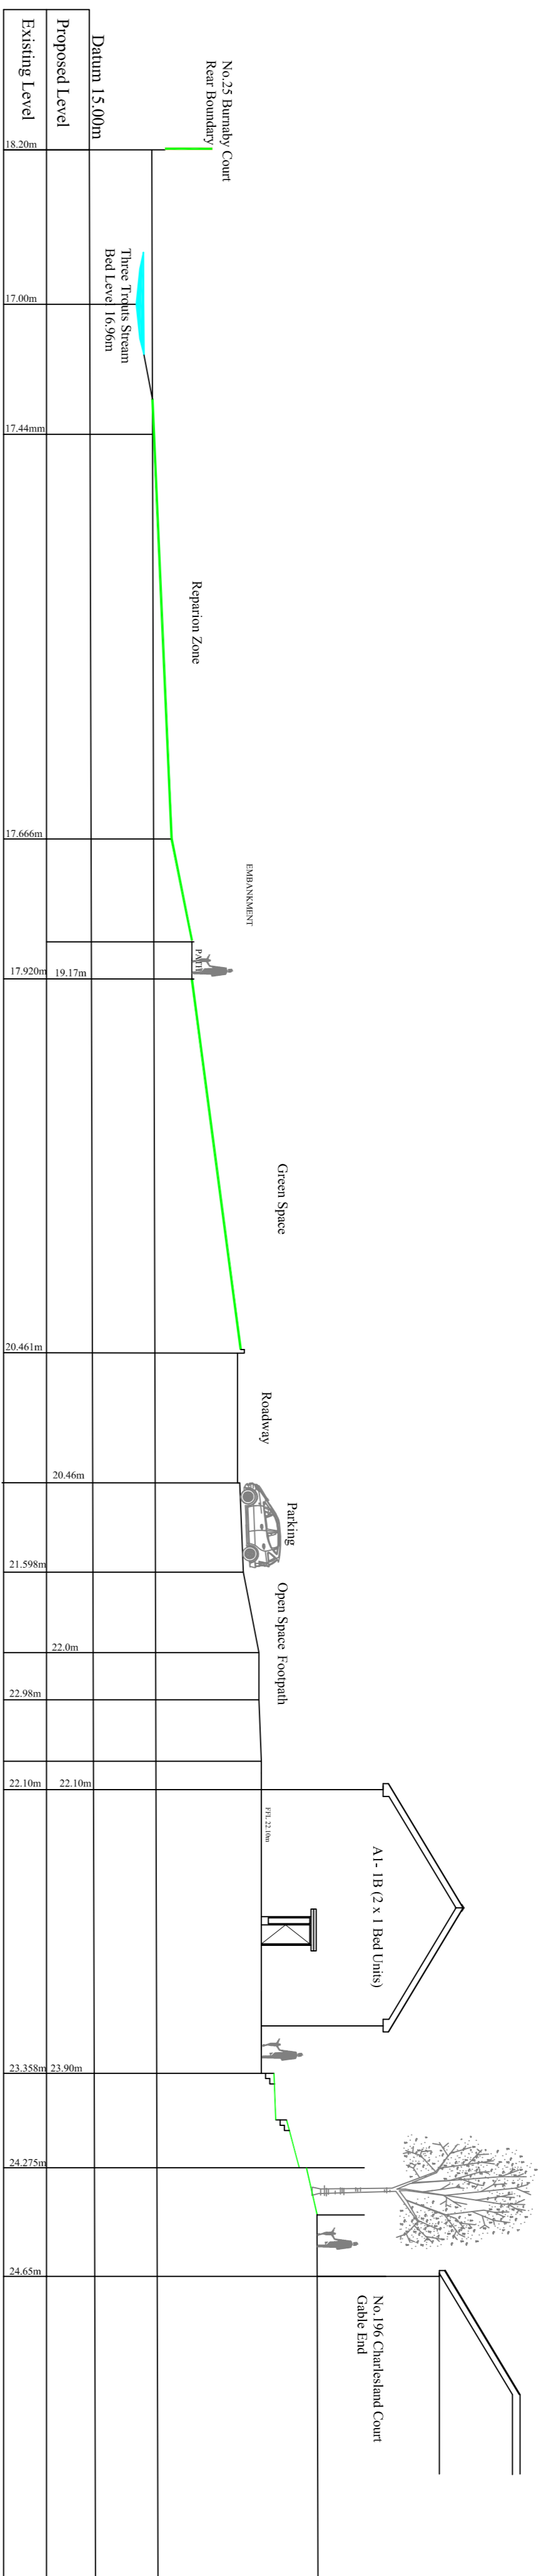 Datum 15.00m
Proposed Level
Existing Level
No.25 Burnaby Court
Rear Boundary
Three Trouts Stream
Bed Level 16.96m
Reparion Zone
EMBANKMENT
PATH
Green Space
Roadway
Parking
Open Space Footpath
FFL 22.10m
A1- 1B (2 x 1 Bed Units)
No.196 Charlesland Court
Gable End
19.17m
20.46m
22.0m
22.10m
23.90m
18.20m
17.00m
17.44mm
17.666m
17.920m
20.461m
21.598m
22.98m
22.10m
23.358m
24.275m
24.65m